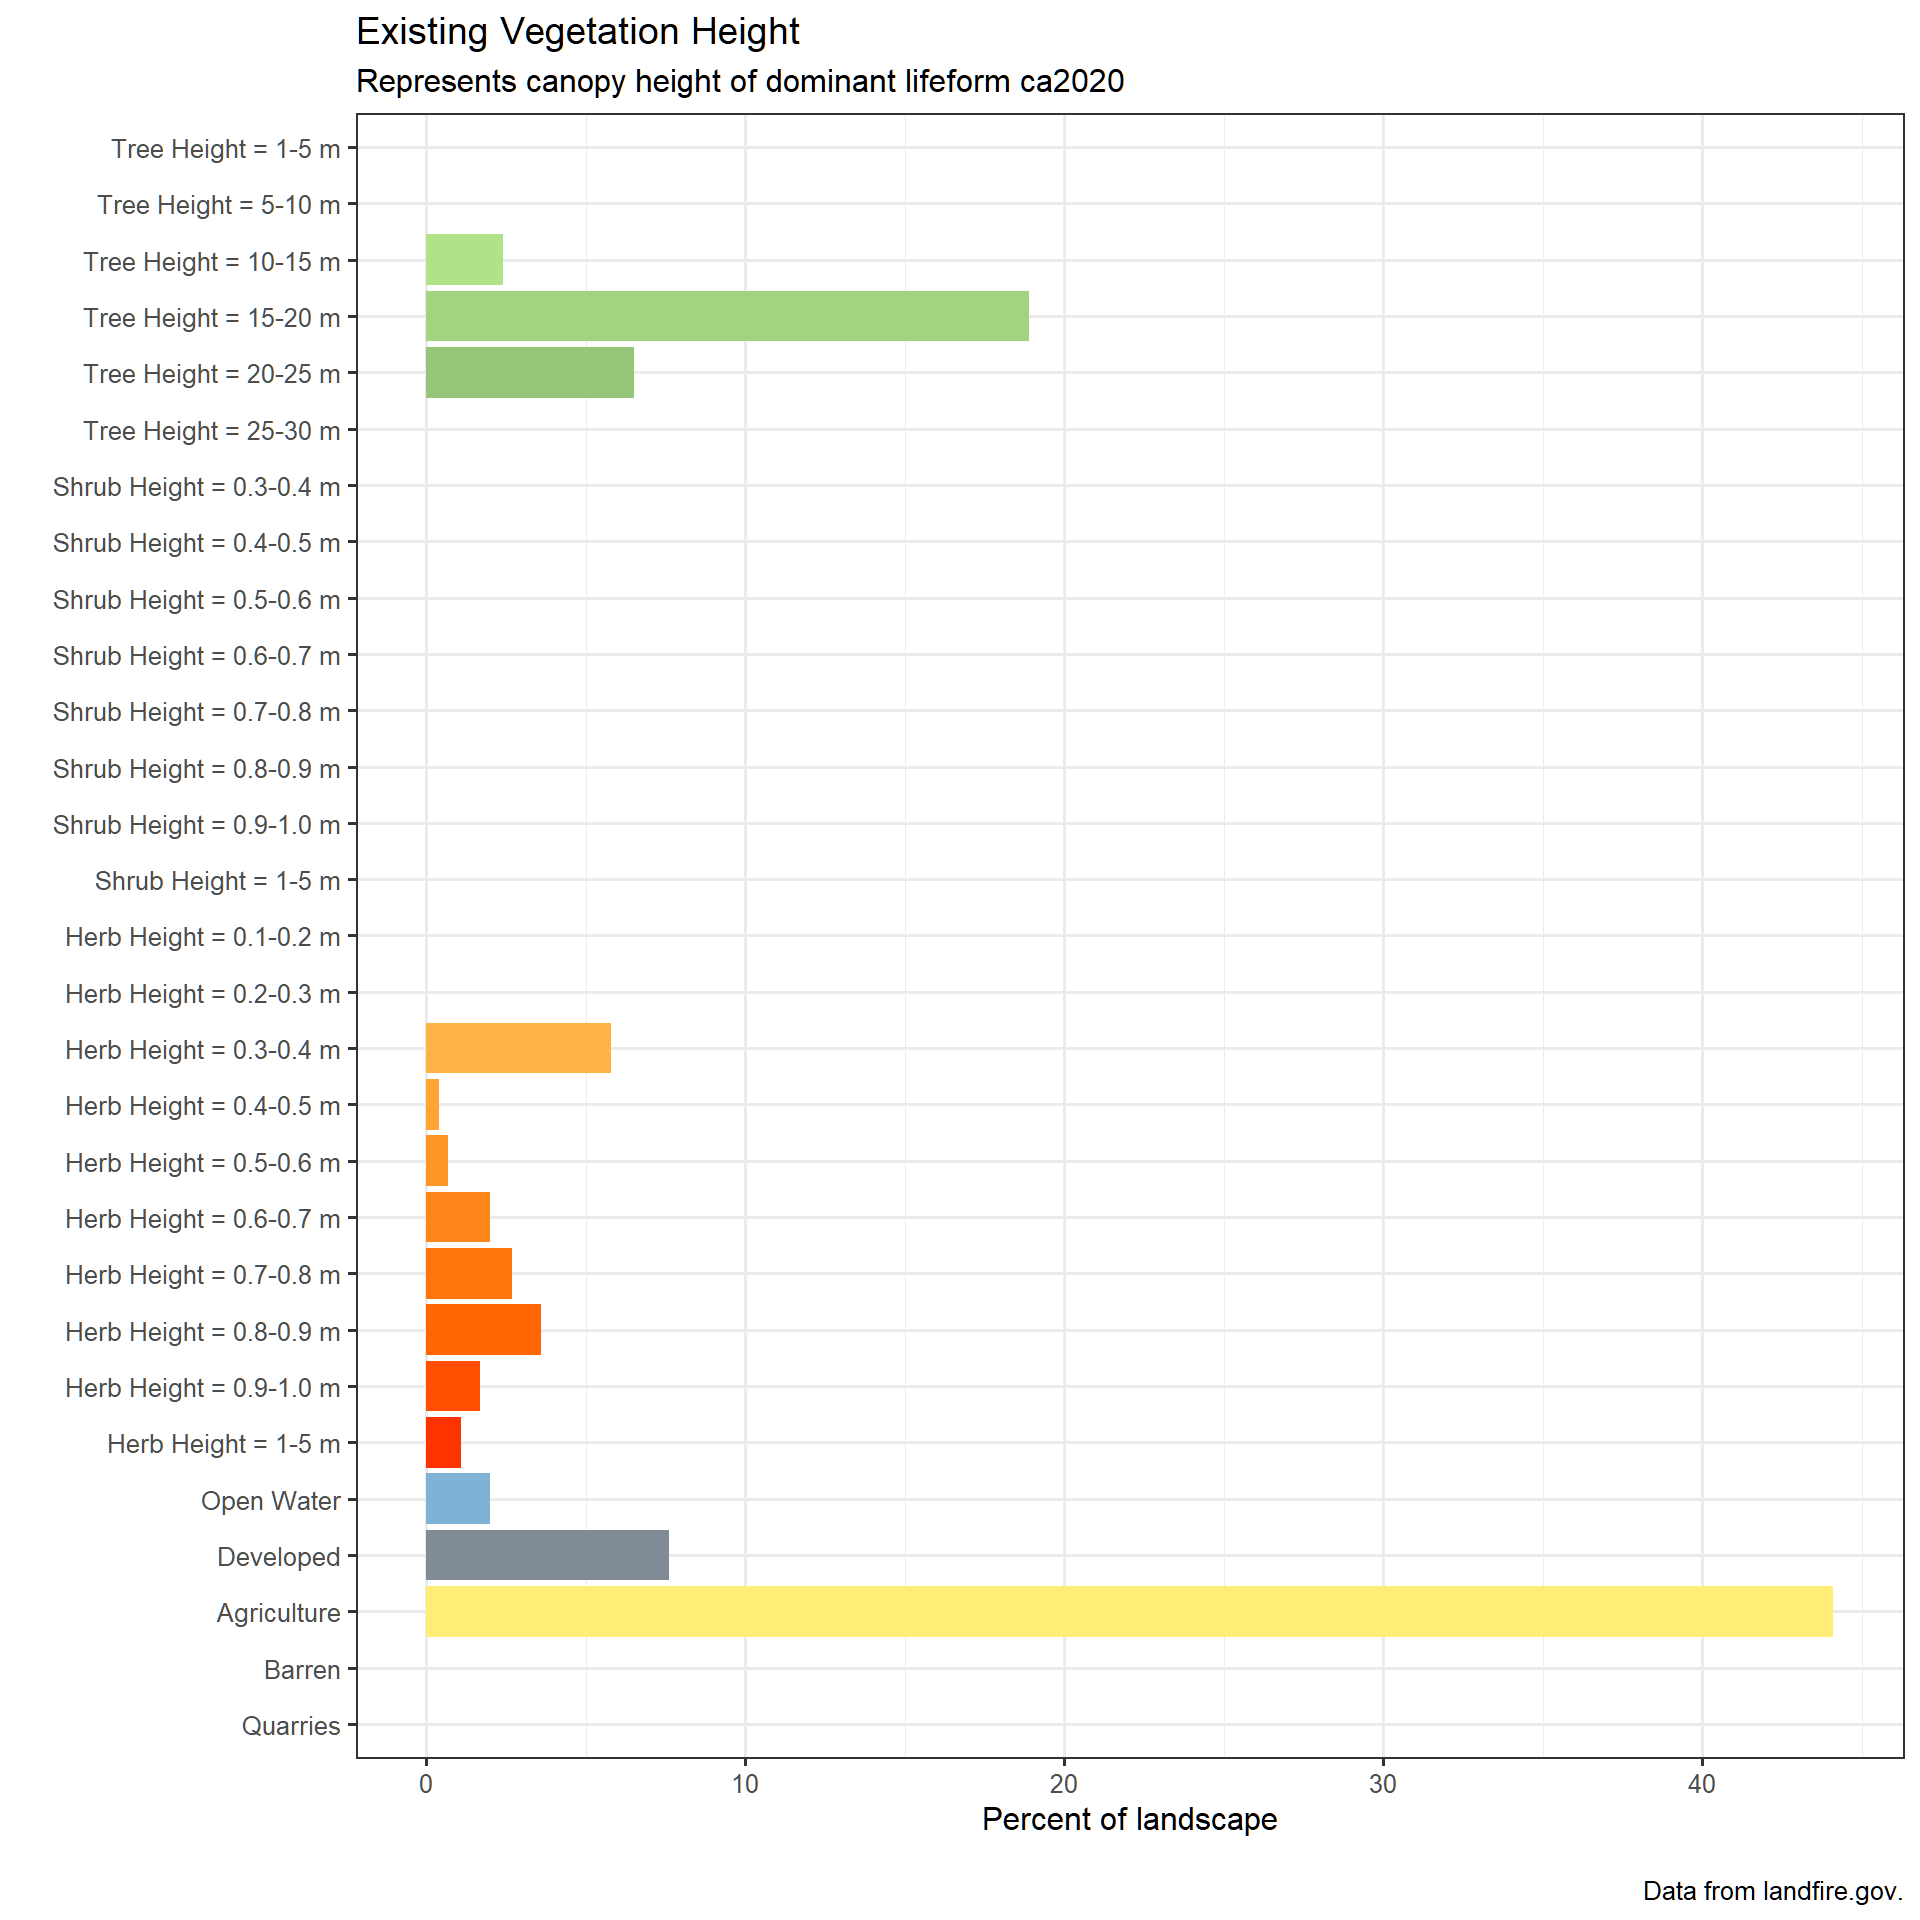 Existing Vegetation Height
Represents canopy height of dominant lifeform ca2020
Tree Height = 1-5 m
Tree Height = 5-10 m
Tree Height = 10-15 m
Tree Height = 15-20 m
Tree Height = 20-25 m
Tree Height = 25-30 m
Shrub Height = 0.3-0.4 m
Shrub Height = 0.4-0.5 m
Shrub Height = 0.5-0.6 m
Shrub Height = 0.6-0.7 m
Shrub Height = 0.7-0.8 m
Shrub Height = 0.8-0.9 m
Shrub Height = 0.9-1.0 m
Shrub Height = 1-5 m
Herb Height = 0.1-0.2 m
Herb Height = 0.2-0.3 m
Herb Height = 0.3-0.4 m
Herb Height = 0.4-0.5 m
Herb Height = 0.5-0.6 m
Herb Height = 0.6-0.7 m
Herb Height = 0.7-0.8 m
Herb Height = 0.8-0.9 m
Herb Height = 0.9-1.0 m
Herb Height = 1-5 m
Open Water
Developed
Agriculture
Barren
Quarries
0 10 20 30 40
Percent of landscape
Data from landfire.gov.